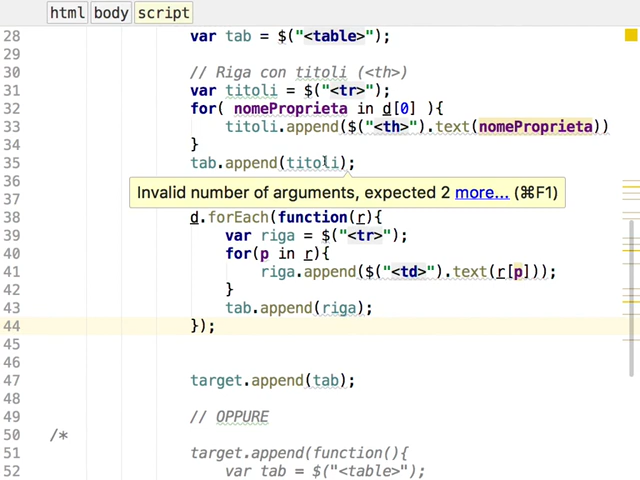 html body script
28 var tab = $("<table>");
29
30 // Riga con titoli (<th>)
31 var titoli = $("<tr>");
32 for( nomeProprieta in d[0] ){
33 titoli.append($("<th>").text(nomeProprieta))
34 }
35 tab.append(titoli);
36
Invalid number of arguments, expected 2 more... (⌘F1)
38 d.forEach(function(r){
39 var riga = $("<tr>");
40 for(p in r){
41 riga.append($("<td>").text(r[p]));
42 }
43 tab.append(riga);
44 });
45
46
47 target.append(tab);
48
49 // OPPURE
50 /*
51 target.append(function(){
52 var tab = $("<table>");